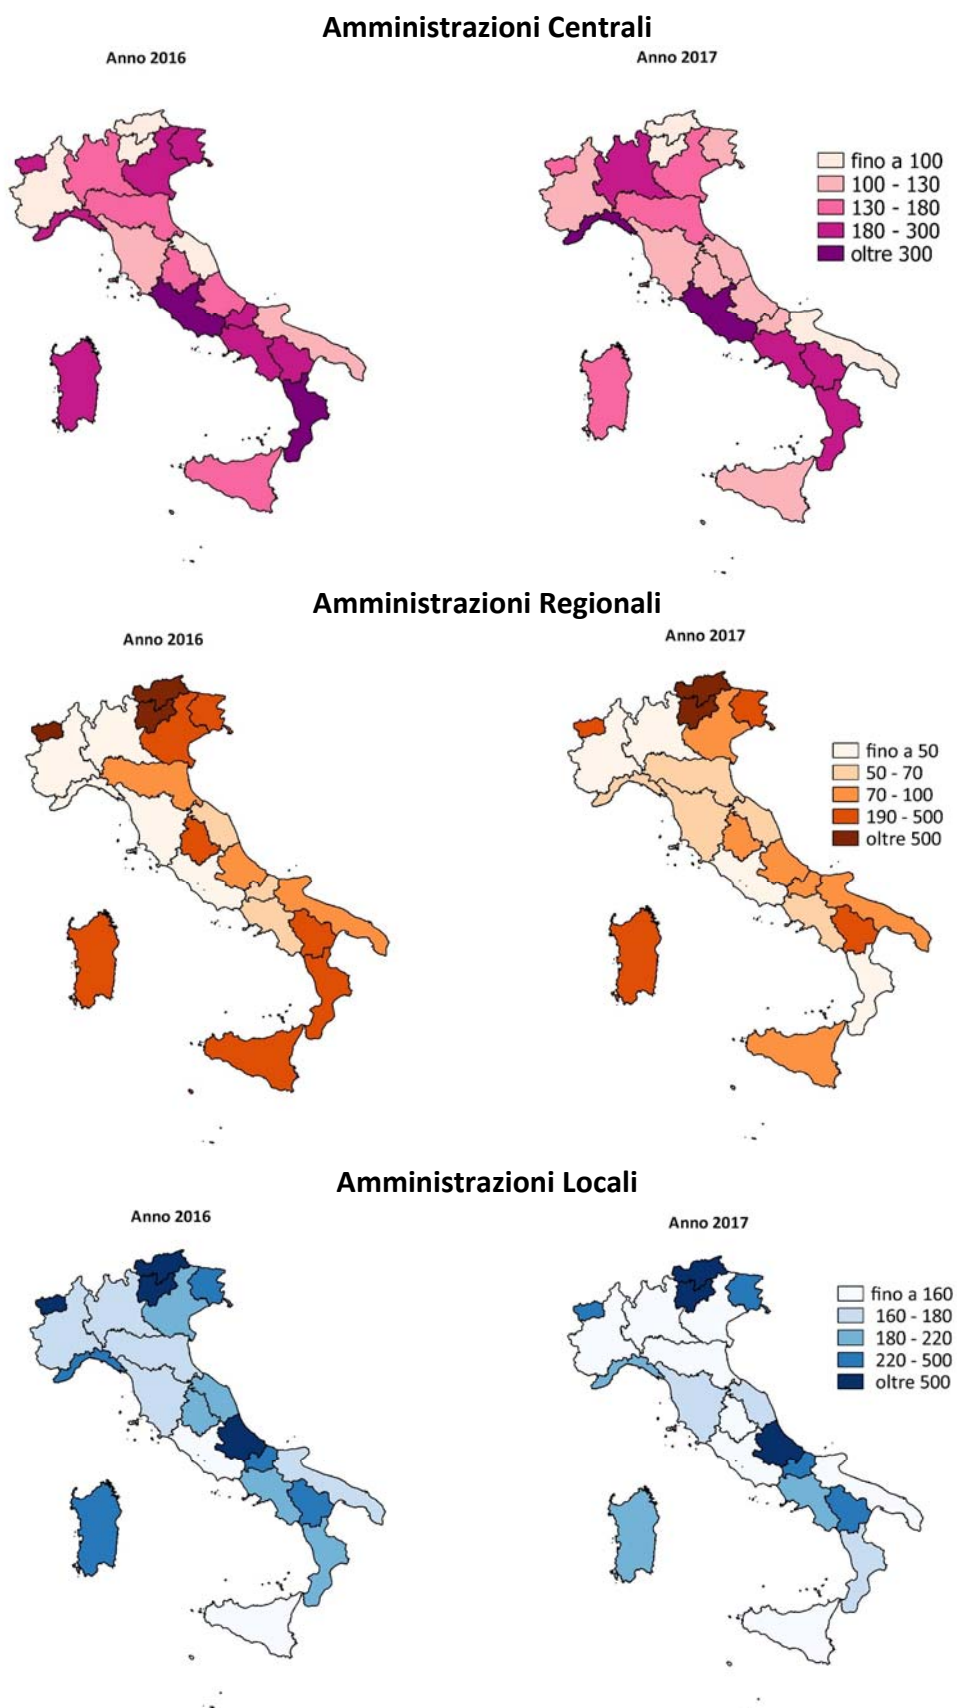 Amministrazioni Centrali
Anno 2016
Anno 2017
fino a 100
100 - 130
130 - 180
180 - 300
oltre 300
Amministrazioni Regionali
Anno 2016
Anno 2017
fino a 50
50 - 70
70 - 100
190 - 500
oltre 500
Amministrazioni Locali
Anno 2016
Anno 2017
fino a 160
160 - 180
180 - 220
220 - 500
oltre 500